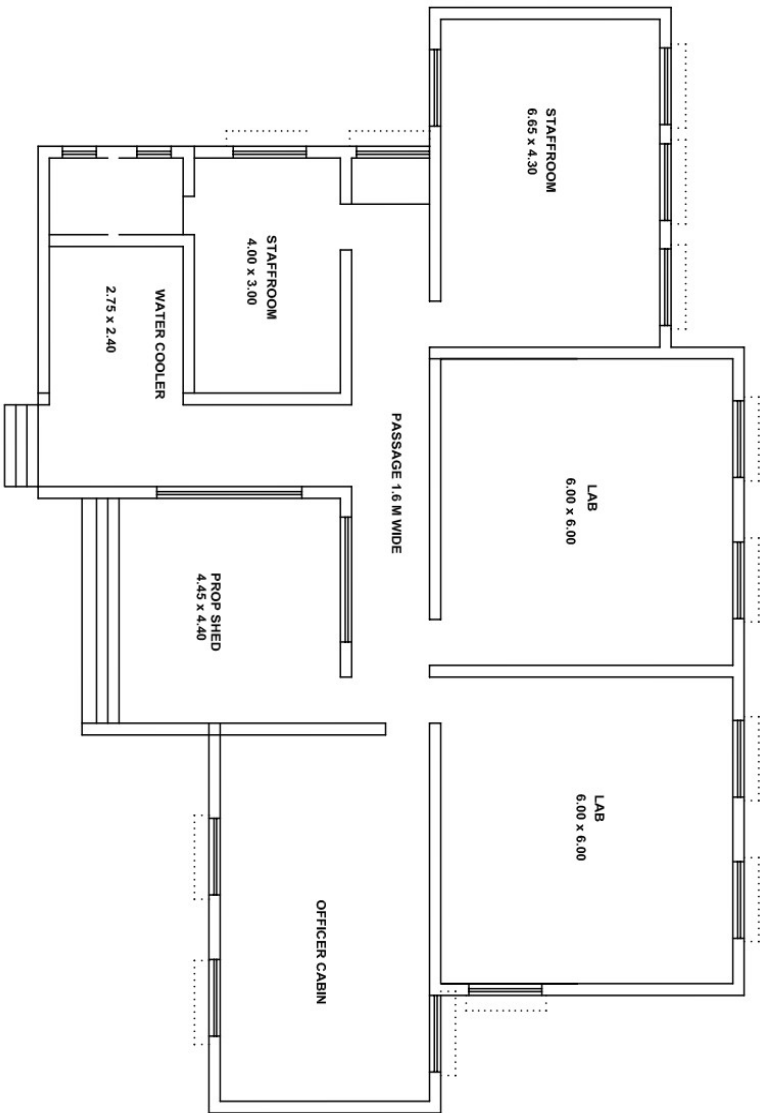 STAFFROOM
6.65 x 4.30
STAFFROOM
4.00 x 3.00
WATER COOLER
2.75 x 2.40
PASSAGE 1.6 M WIDE
LAB
6.00 x 6.00
PROP SHED
4.45 x 4.40
LAB
6.00 x 6.00
OFFICER CABIN